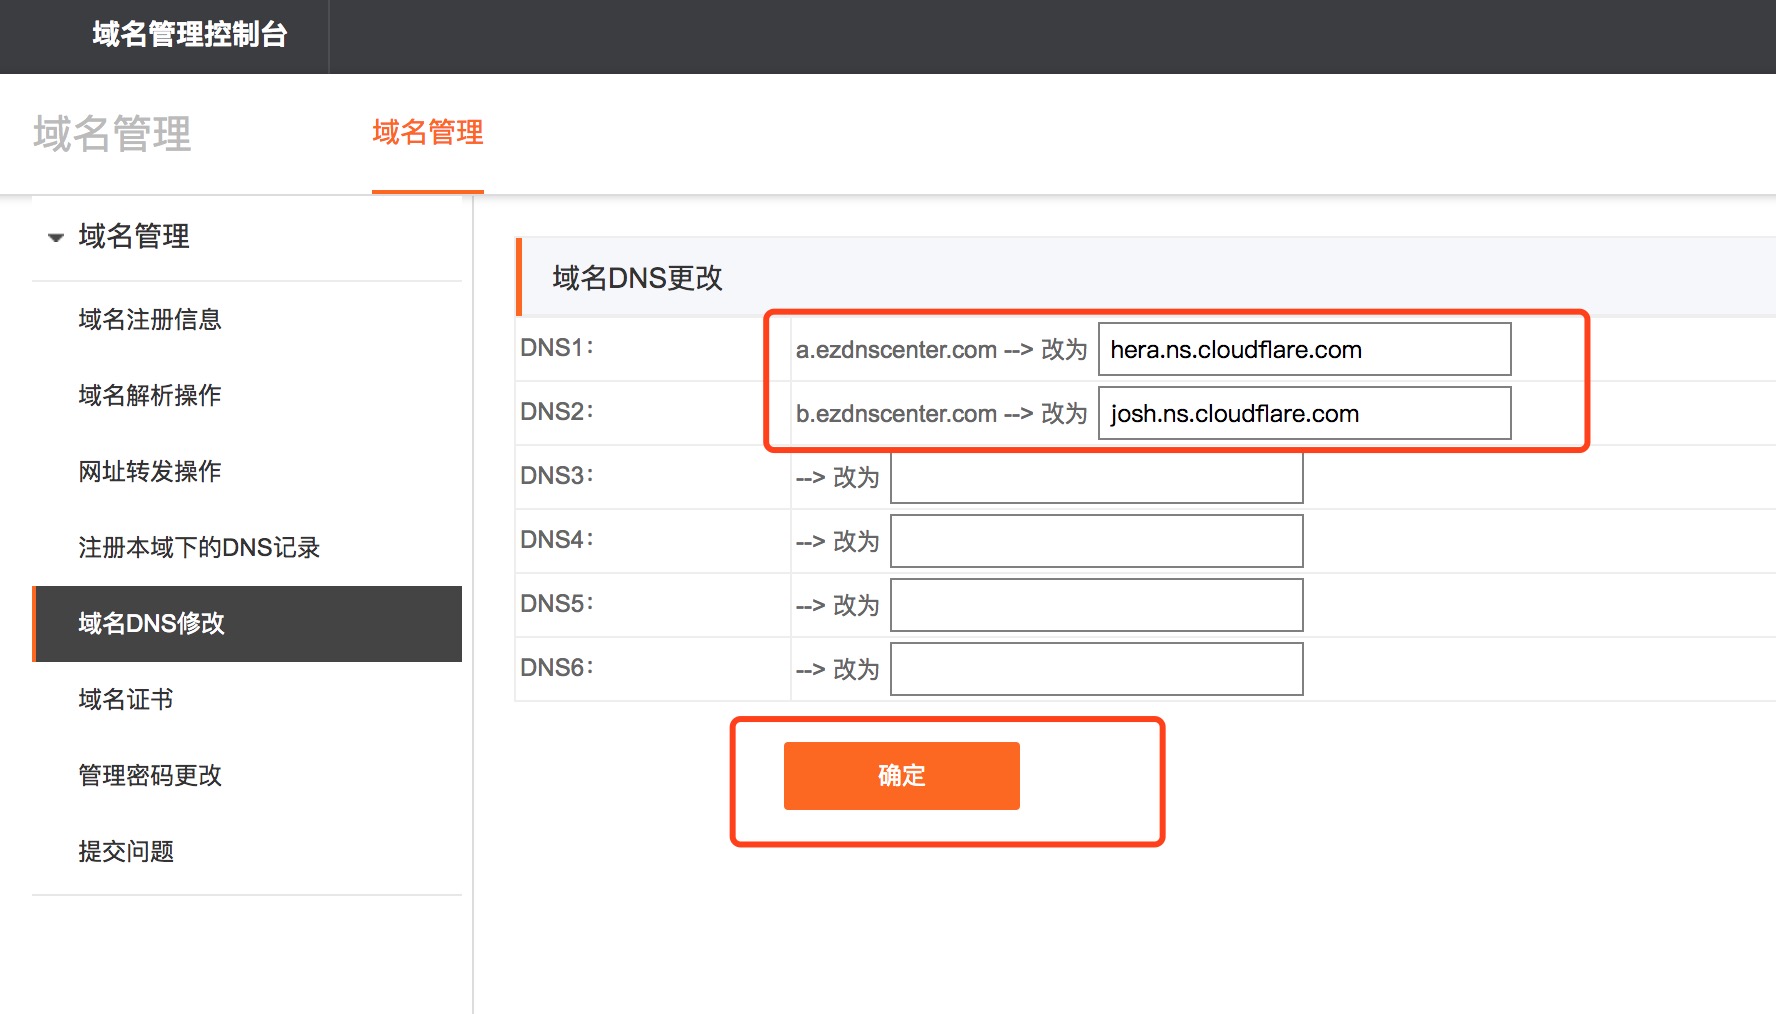 域名管理控制台
域名管理
域名管理
域名管理
域名注册信息
域名解析操作
网址转发操作
注册本域下的DNS记录
域名DNS修改
域名证书
管理密码更改
提交问题
域名DNS更改
DNS1： a.ezdnscenter.com --> 改为 hera.ns.cloudflare.com
DNS2： b.ezdnscenter.com --> 改为 josh.ns.cloudflare.com
DNS3： --> 改为
DNS4： --> 改为
DNS5： --> 改为
DNS6： --> 改为
确定